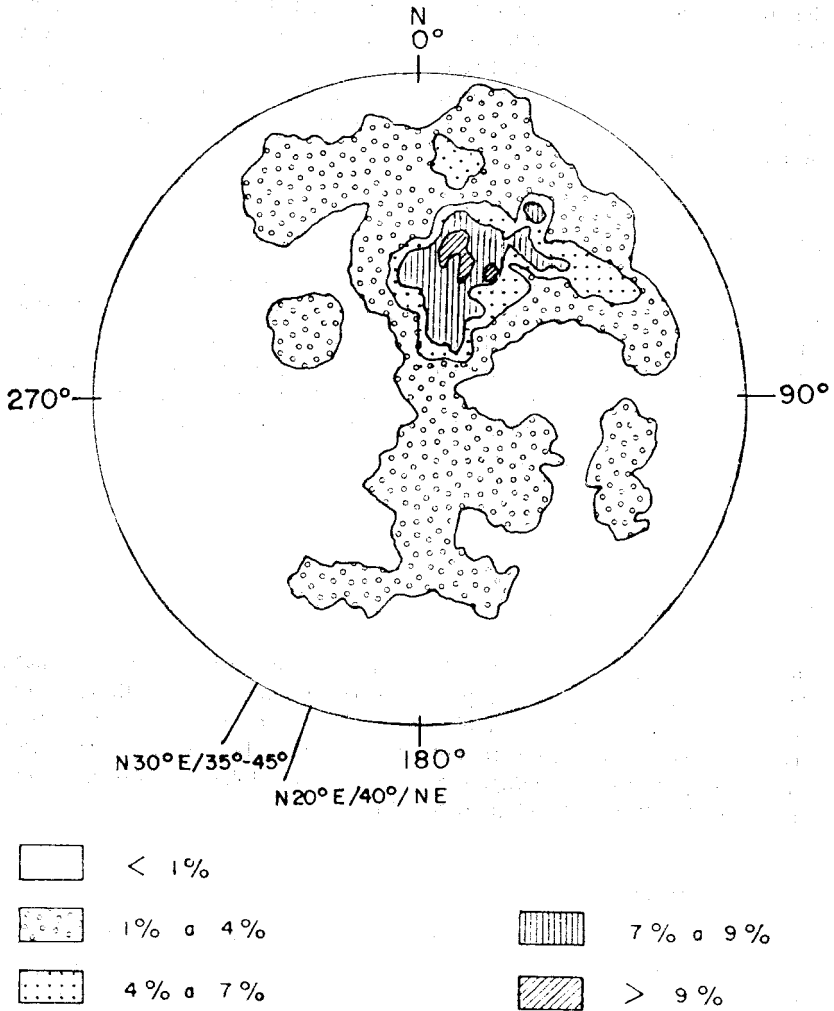 N
0°
270°
90°
180°
N30°E/35°-45°
N20°E/40°/NE
< 1%
1% a 4%
4% a 7%
7% a 9%
> 9%